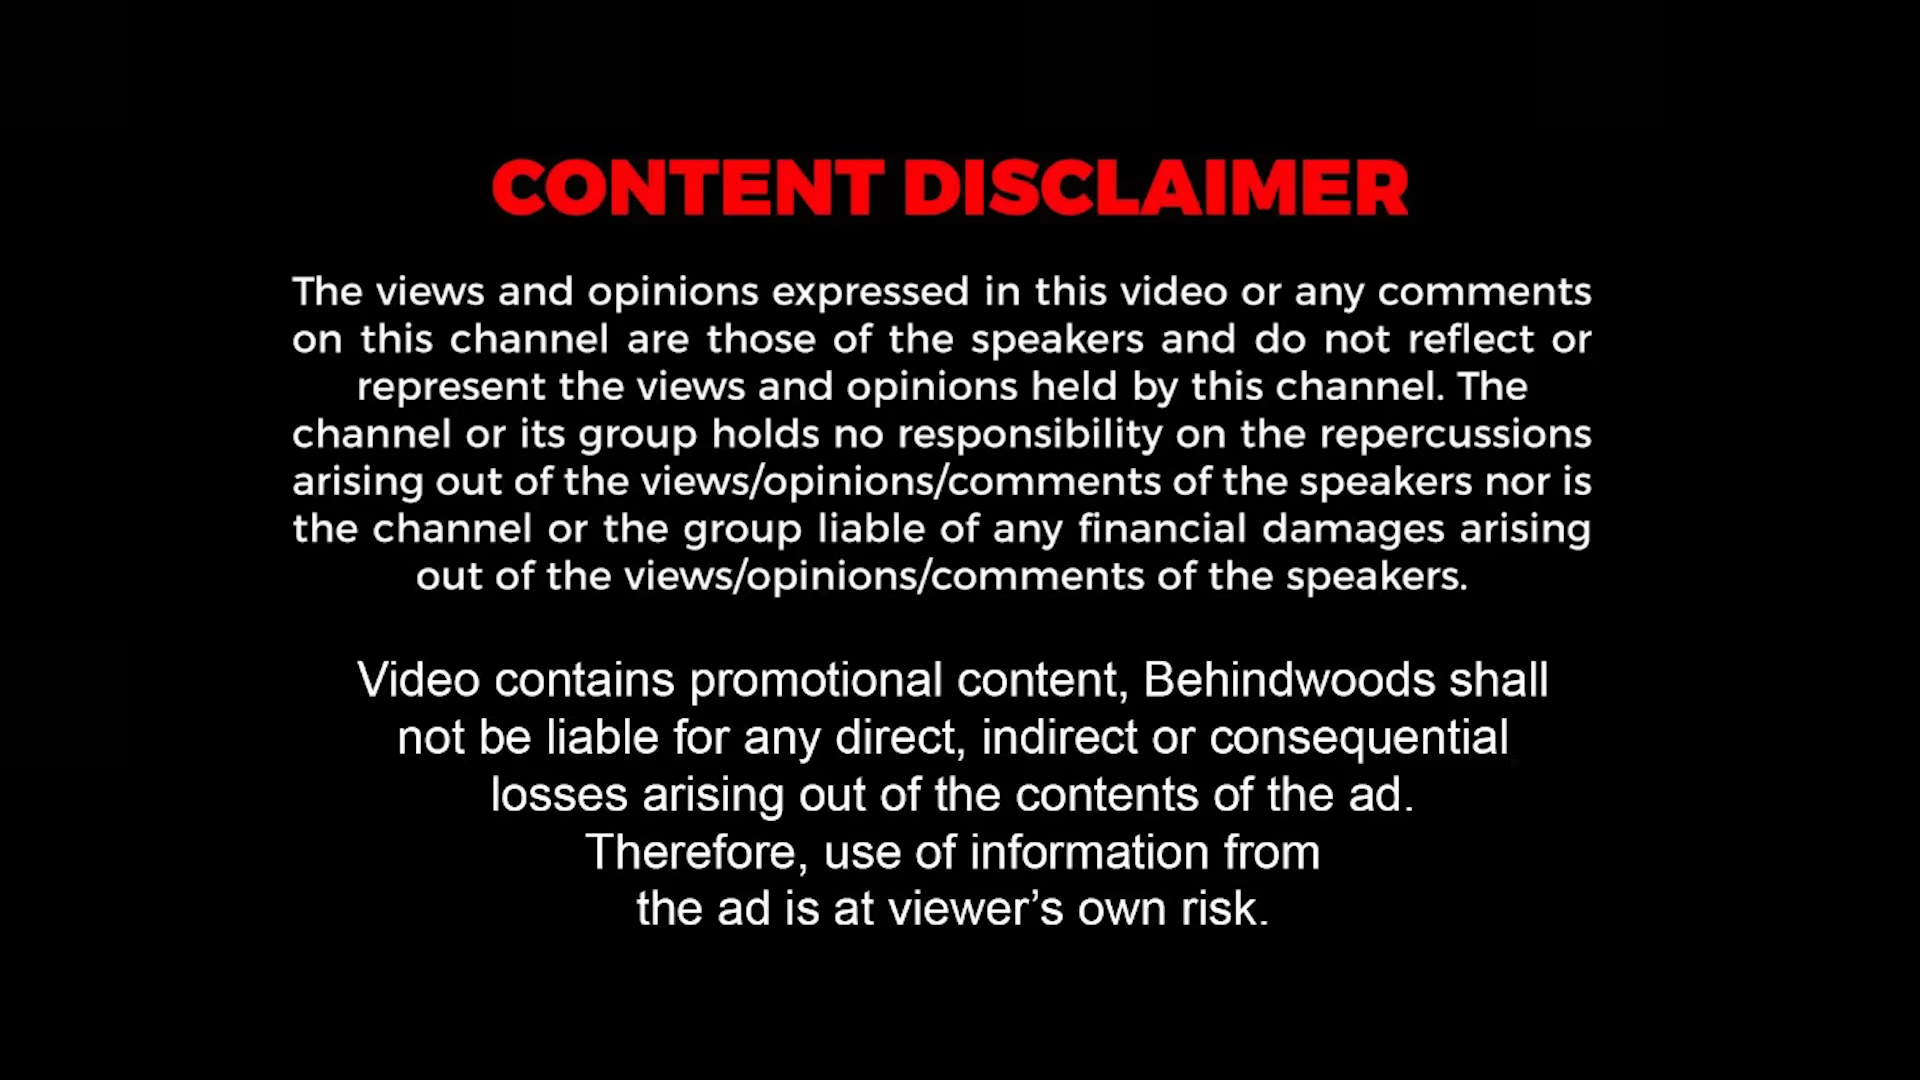 CONTENT DISCLAIMER
The views and opinions expressed in this video or any comments
on this channel are those of the speakers and do not reflect or
represent the views and opinions held by this channel. The
channel or its group holds no responsibility on the repercussions
arising out of the views/opinions/comments of the speakers nor is
the channel or the group liable of any financial damages arising
out of the views/opinions/comments of the speakers.
Video contains promotional content, Behindwoods shall
not be liable for any direct, indirect or consequential
losses arising out of the contents of the ad.
Therefore, use of information from
the ad is at viewer’s own risk.